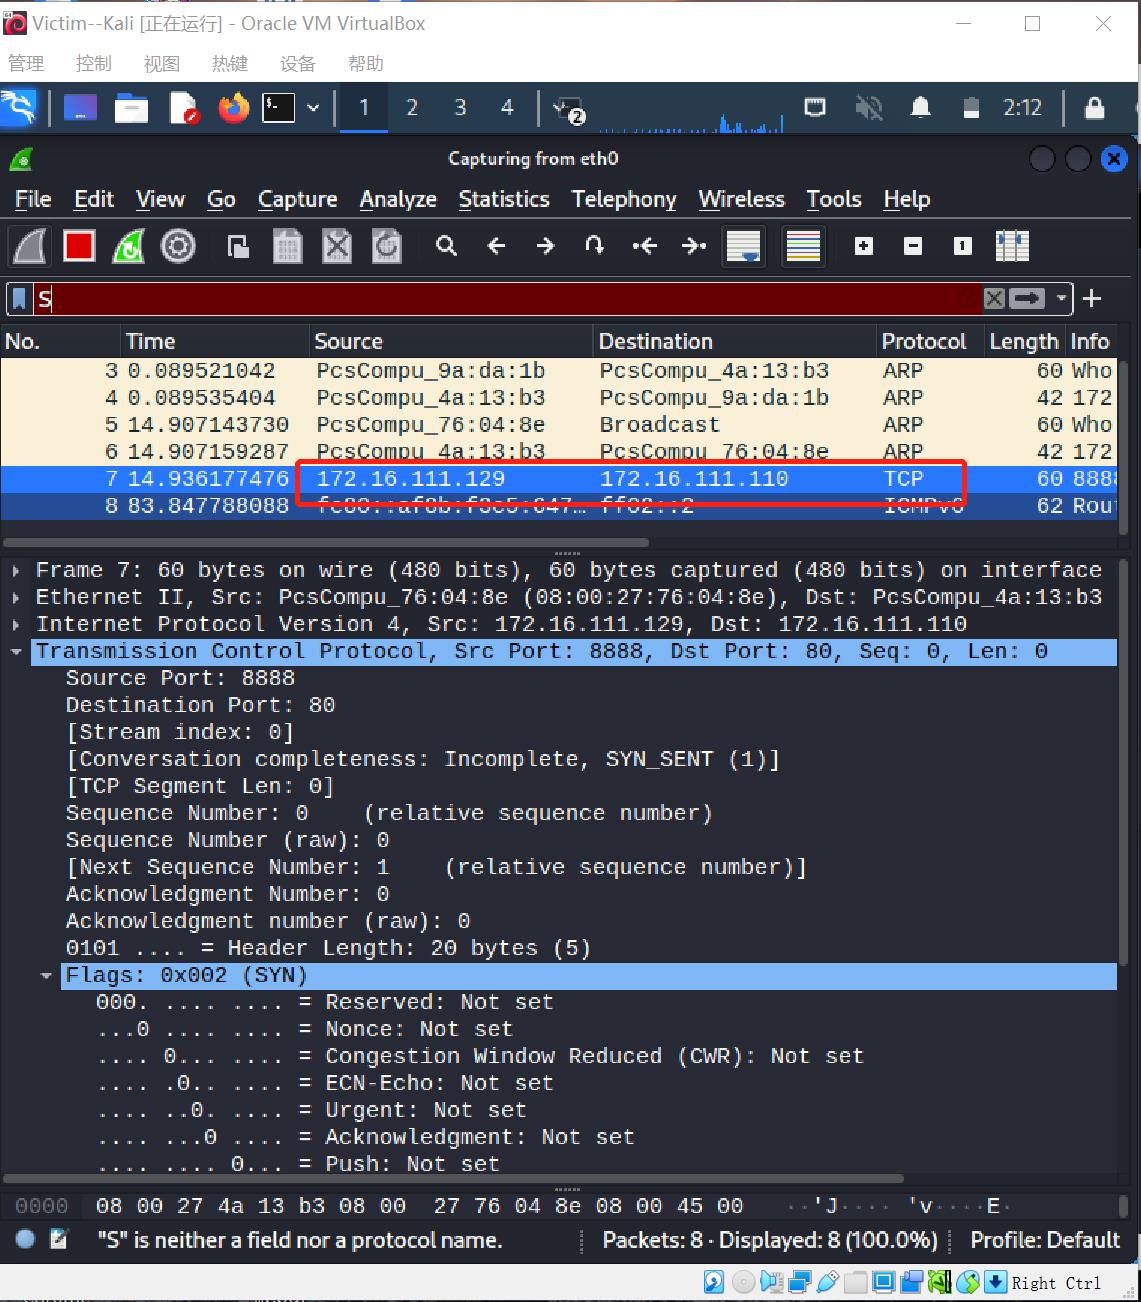 Victim--Kali [正在运行] - Oracle VM VirtualBox
管理 控制 视图 热键 设备 帮助
1 2 3 4 2 2:12
Capturing from eth0
File Edit View Go Capture Analyze Statistics Telephony Wireless Tools Help
S
No. Time Source Destination Protocol Length Info
3 0.089521042 PcsCompu_9a:da:1b PcsCompu_4a:13:b3 ARP 60 Who
4 0.089535404 PcsCompu_4a:13:b3 PcsCompu_9a:da:1b ARP 42 172
5 14.907143730 PcsCompu_76:04:8e Broadcast ARP 60 Who
6 14.907159287 PcsCompu_4a:13:b3 PcsCompu_76:04:8e ARP 42 172
7 14.936177476 172.16.111.129 172.16.111.110 TCP 60 8888
8 83.847788088 fe80::af8b:f3c5:647… ff02::2 ICMPv6 62 Rou
Frame 7: 60 bytes on wire (480 bits), 60 bytes captured (480 bits) on interface
Ethernet II, Src: PcsCompu_76:04:8e (08:00:27:76:04:8e), Dst: PcsCompu_4a:13:b3
Internet Protocol Version 4, Src: 172.16.111.129, Dst: 172.16.111.110
Transmission Control Protocol, Src Port: 8888, Dst Port: 80, Seq: 0, Len: 0
Source Port: 8888
Destination Port: 80
[Stream index: 0]
[Conversation completeness: Incomplete, SYN_SENT (1)]
[TCP Segment Len: 0]
Sequence Number: 0 (relative sequence number)
Sequence Number (raw): 0
[Next Sequence Number: 1 (relative sequence number)]
Acknowledgment Number: 0
Acknowledgment number (raw): 0
0101 .... = Header Length: 20 bytes (5)
Flags: 0x002 (SYN)
000. .... .... = Reserved: Not set
...0 .... .... = Nonce: Not set
.... 0... .... = Congestion Window Reduced (CWR): Not set
.... .0.. .... = ECN-Echo: Not set
.... ..0. .... = Urgent: Not set
.... ...0 .... = Acknowledgment: Not set
.... .... 0... = Push: Not set
0000 08 00 27 4a 13 b3 08 00 27 76 04 8e 08 00 45 00 ··'J···· 'v····E·
"S" is neither a field nor a protocol name. Packets: 8 · Displayed: 8 (100.0%) Profile: Default
Right Ctrl